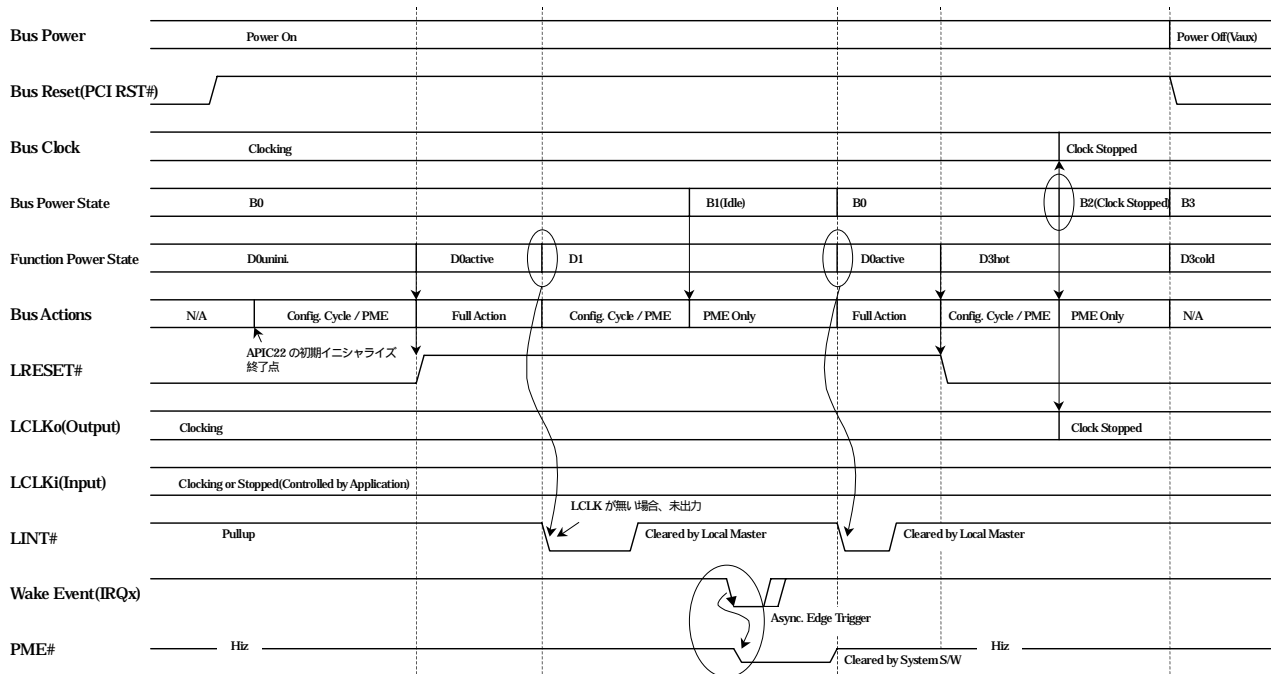 Bus Power
Power On
Power Off(Vaux)
Bus Reset(PCI RST#)
Bus Clock
Clocking
Clock Stopped
Bus Power State
B0
B1(Idle)
B0
B2(Clock Stopped)
B3
Function Power State
D0unini.
D0active
D1
D0active
D3hot
D3cold
Bus Actions
N/A
Config. Cycle / PME
Full Action
Config. Cycle / PME
PME Only
Full Action
Config. Cycle / PME
PME Only
N/A
APIC22 の初期イニシャライズ
終了点
LRESET#
LCLKo(Output)
Clocking
Clock Stopped
LCLKi(Input)
Clocking or Stopped(Controlled by Application)
LCLK が無い場合、未出力
LINT#
Pullup
Cleared by Local Master
Cleared by Local Master
Wake Event(IRQx)
Async. Edge Trigger
PME#
Hiz
Cleared by System S/W
Hiz